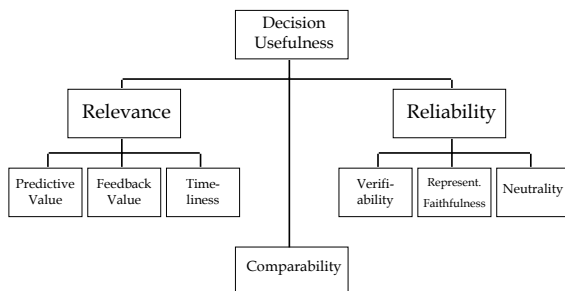 Decision
Usefulness
Relevance
Reliability
Predictive
Value
Feedback
Value
Time-
liness
Verifi-
ability
Represent.
Faithfulness
Neutrality
Comparability